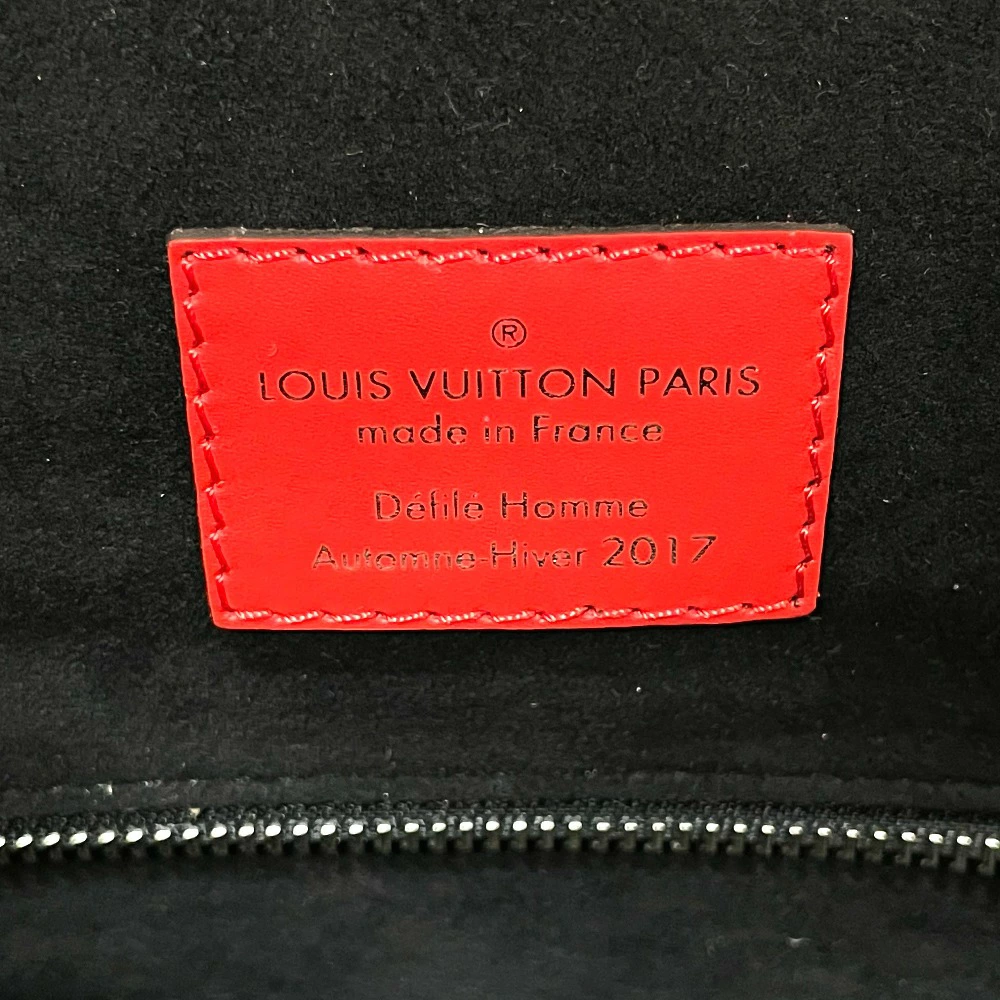 ®
LOUIS VUITTON PARIS
made in France
Défilé Homme
Automne-Hiver 2017